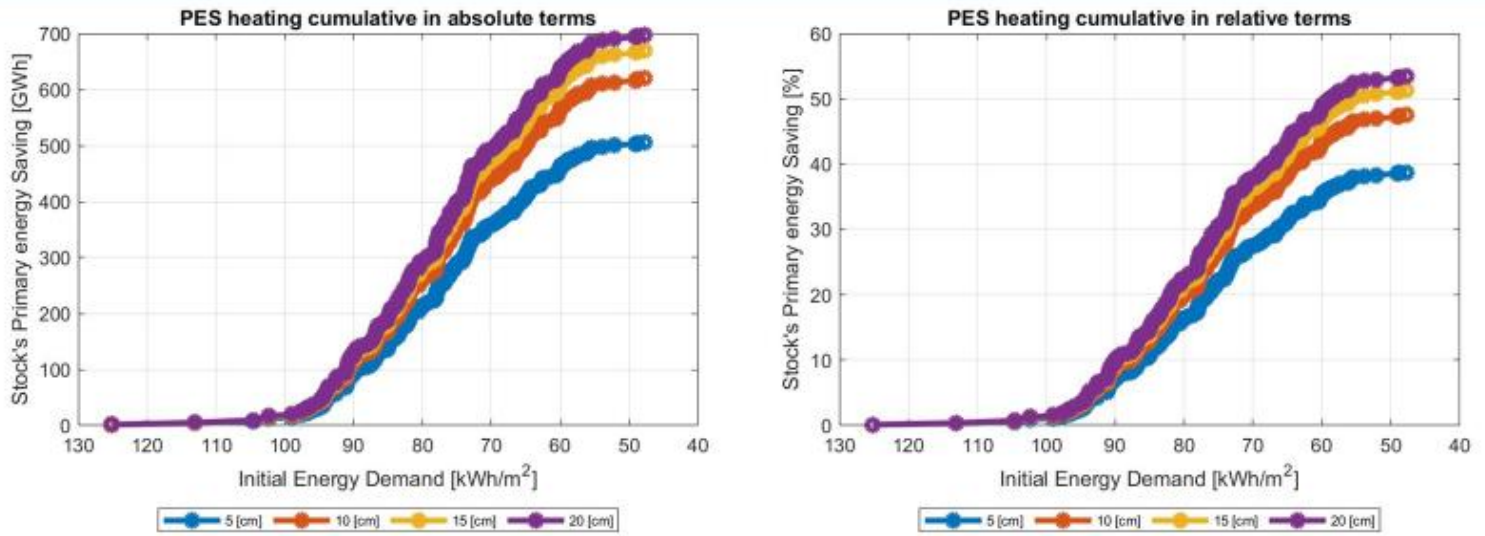 PES heating cumulative in absolute terms
Stock's Primary energy Saving [GWh]
700
600
500
400
300
200
100
0
130 120 110 100 90 80 70 60 50 40
Initial Energy Demand [kWh/m²]
5 [cm] 10 [cm] 15 [cm] 20 [cm]
PES heating cumulative in relative terms
Stock's Primary energy Saving [%]
60
50
40
30
20
10
0
130 120 110 100 90 80 70 60 50 40
Initial Energy Demand [kWh/m²]
5 [cm] 10 [cm] 15 [cm] 20 [cm]